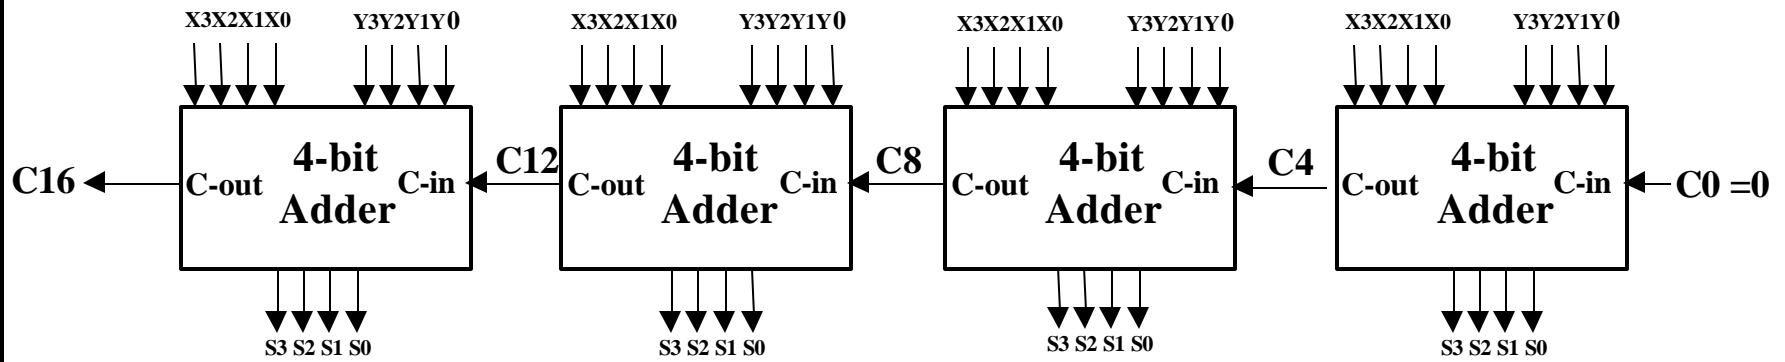 X3X2X1X0 Y3Y2Y1Y0 X3X2X1X0 Y3Y2Y1Y0 X3X2X1X0 Y3Y2Y1Y0 X3X2X1X0 Y3Y2Y1Y0
4-bit 4-bit 4-bit 4-bit
C16 C-out C-in C12 C-out C-in C8 C-out C-in C4 C-out C-in C0 =0
Adder Adder Adder Adder
S3 S2 S1 S0 S3 S2 S1 S0 S3 S2 S1 S0 S3 S2 S1 S0